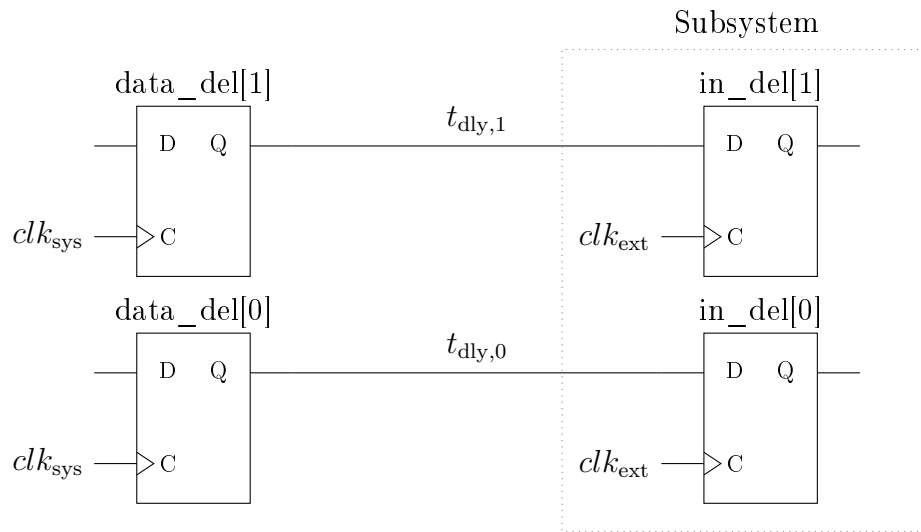 Subsystem
data_del[1]
in_del[1]
t_dly,1
D Q
D Q
clk_sys
C
clk_ext
C
data_del[0]
in_del[0]
t_dly,0
D Q
D Q
clk_sys
C
clk_ext
C